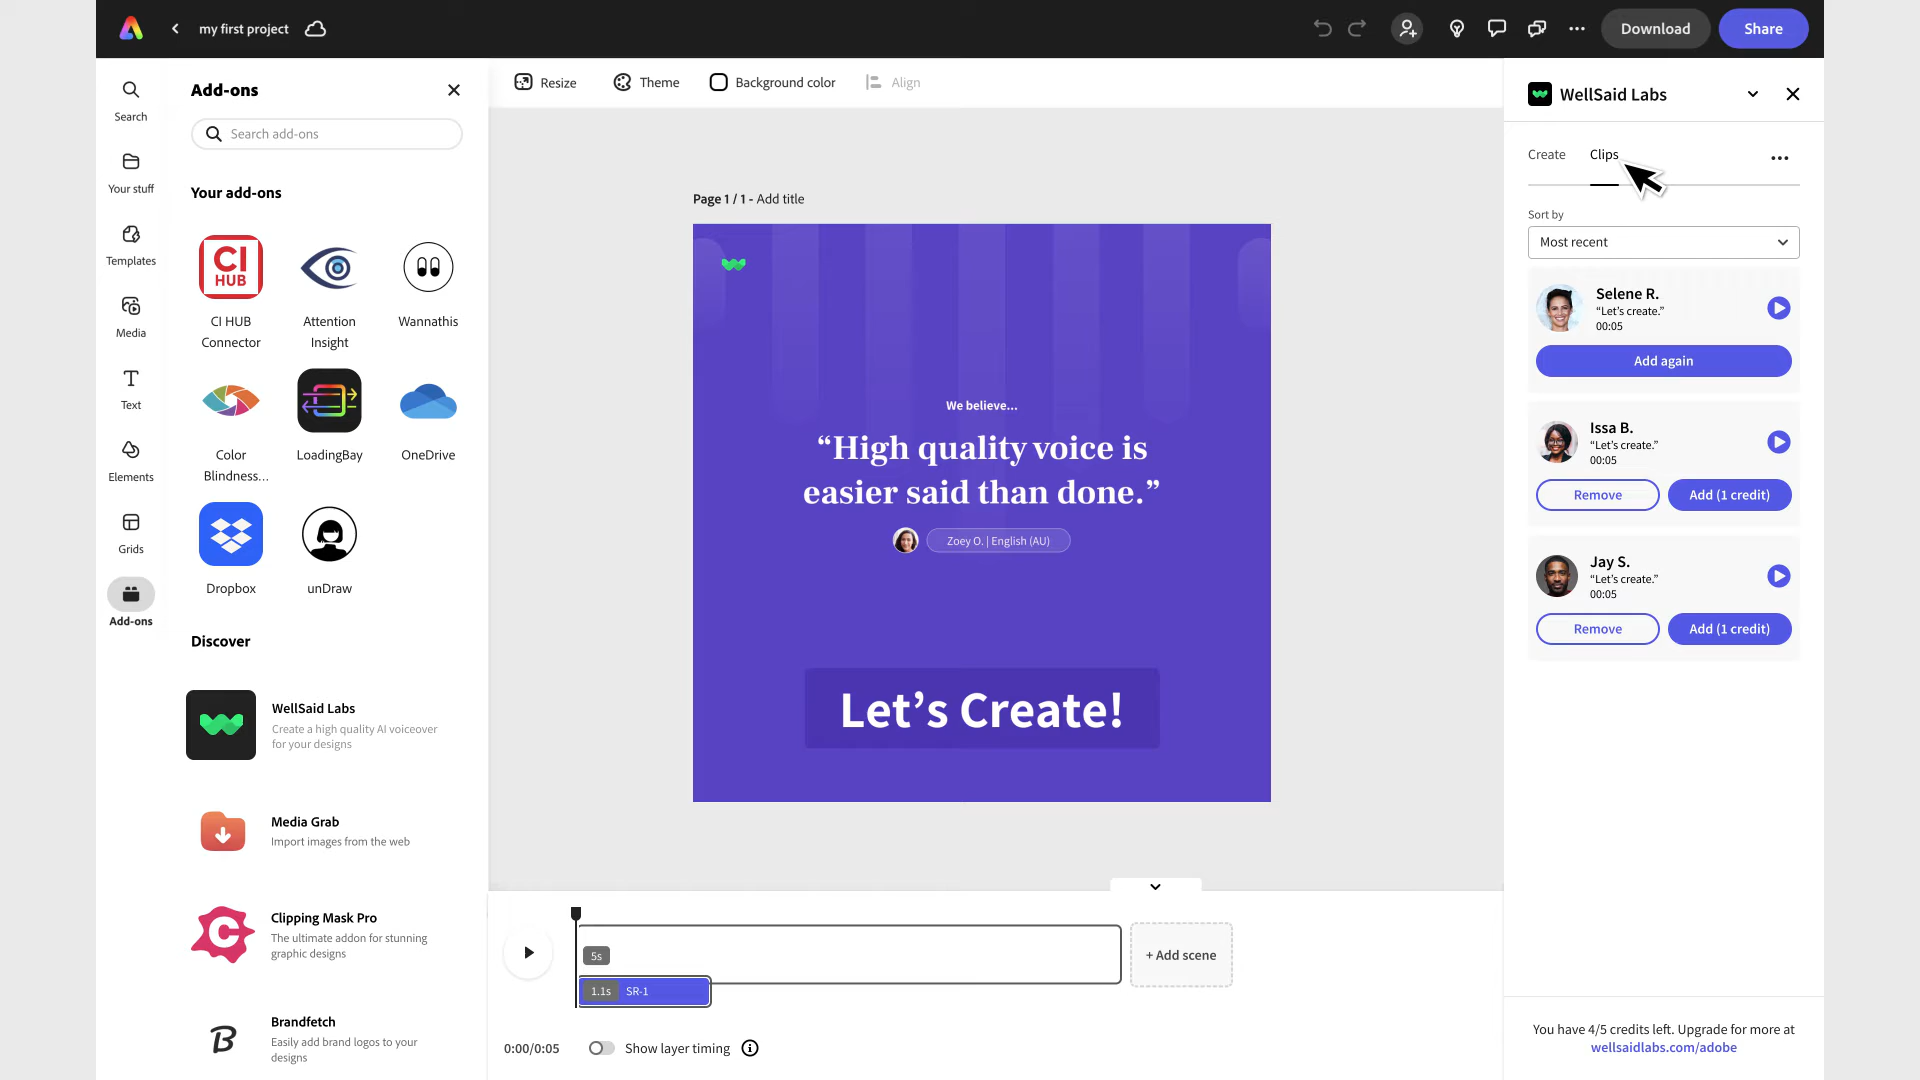 my first project
Download
Share
Search
Your stuff
Templates
Media
Text
Elements
Grids
Add-ons
Add-ons
Search add-ons
Your add-ons
CI
HUB
CI HUB
Connector
Attention
Insight
Wannathis
Color
Blindness...
LoadingBay
OneDrive
Dropbox
unDraw
Discover
WellSaid Labs
Create a high quality AI voiceover
for your designs
Media Grab
Import images from the web
Clipping Mask Pro
The ultimate addon for stunning
graphic designs
Brandfetch
Easily add brand logos to your
designs
Resize
Theme
Background color
Align
Page 1 / 1 - Add title
We believe...
“High quality voice is
easier said than done.”
Zoey O. | English (AU)
Let’s Create!
5s
1.1s SR-1
+ Add scene
0:00/0:05
Show layer timing
WellSaid Labs
Create
Clips
Sort by
Most recent
Selene R.
“Let’s create.”
00:05
Add again
Issa B.
“Let’s create.”
00:05
Remove
Add (1 credit)
Jay S.
“Let’s create.”
00:05
Remove
Add (1 credit)
You have 4/5 credits left. Upgrade for more at
wellsaidlabs.com/adobe